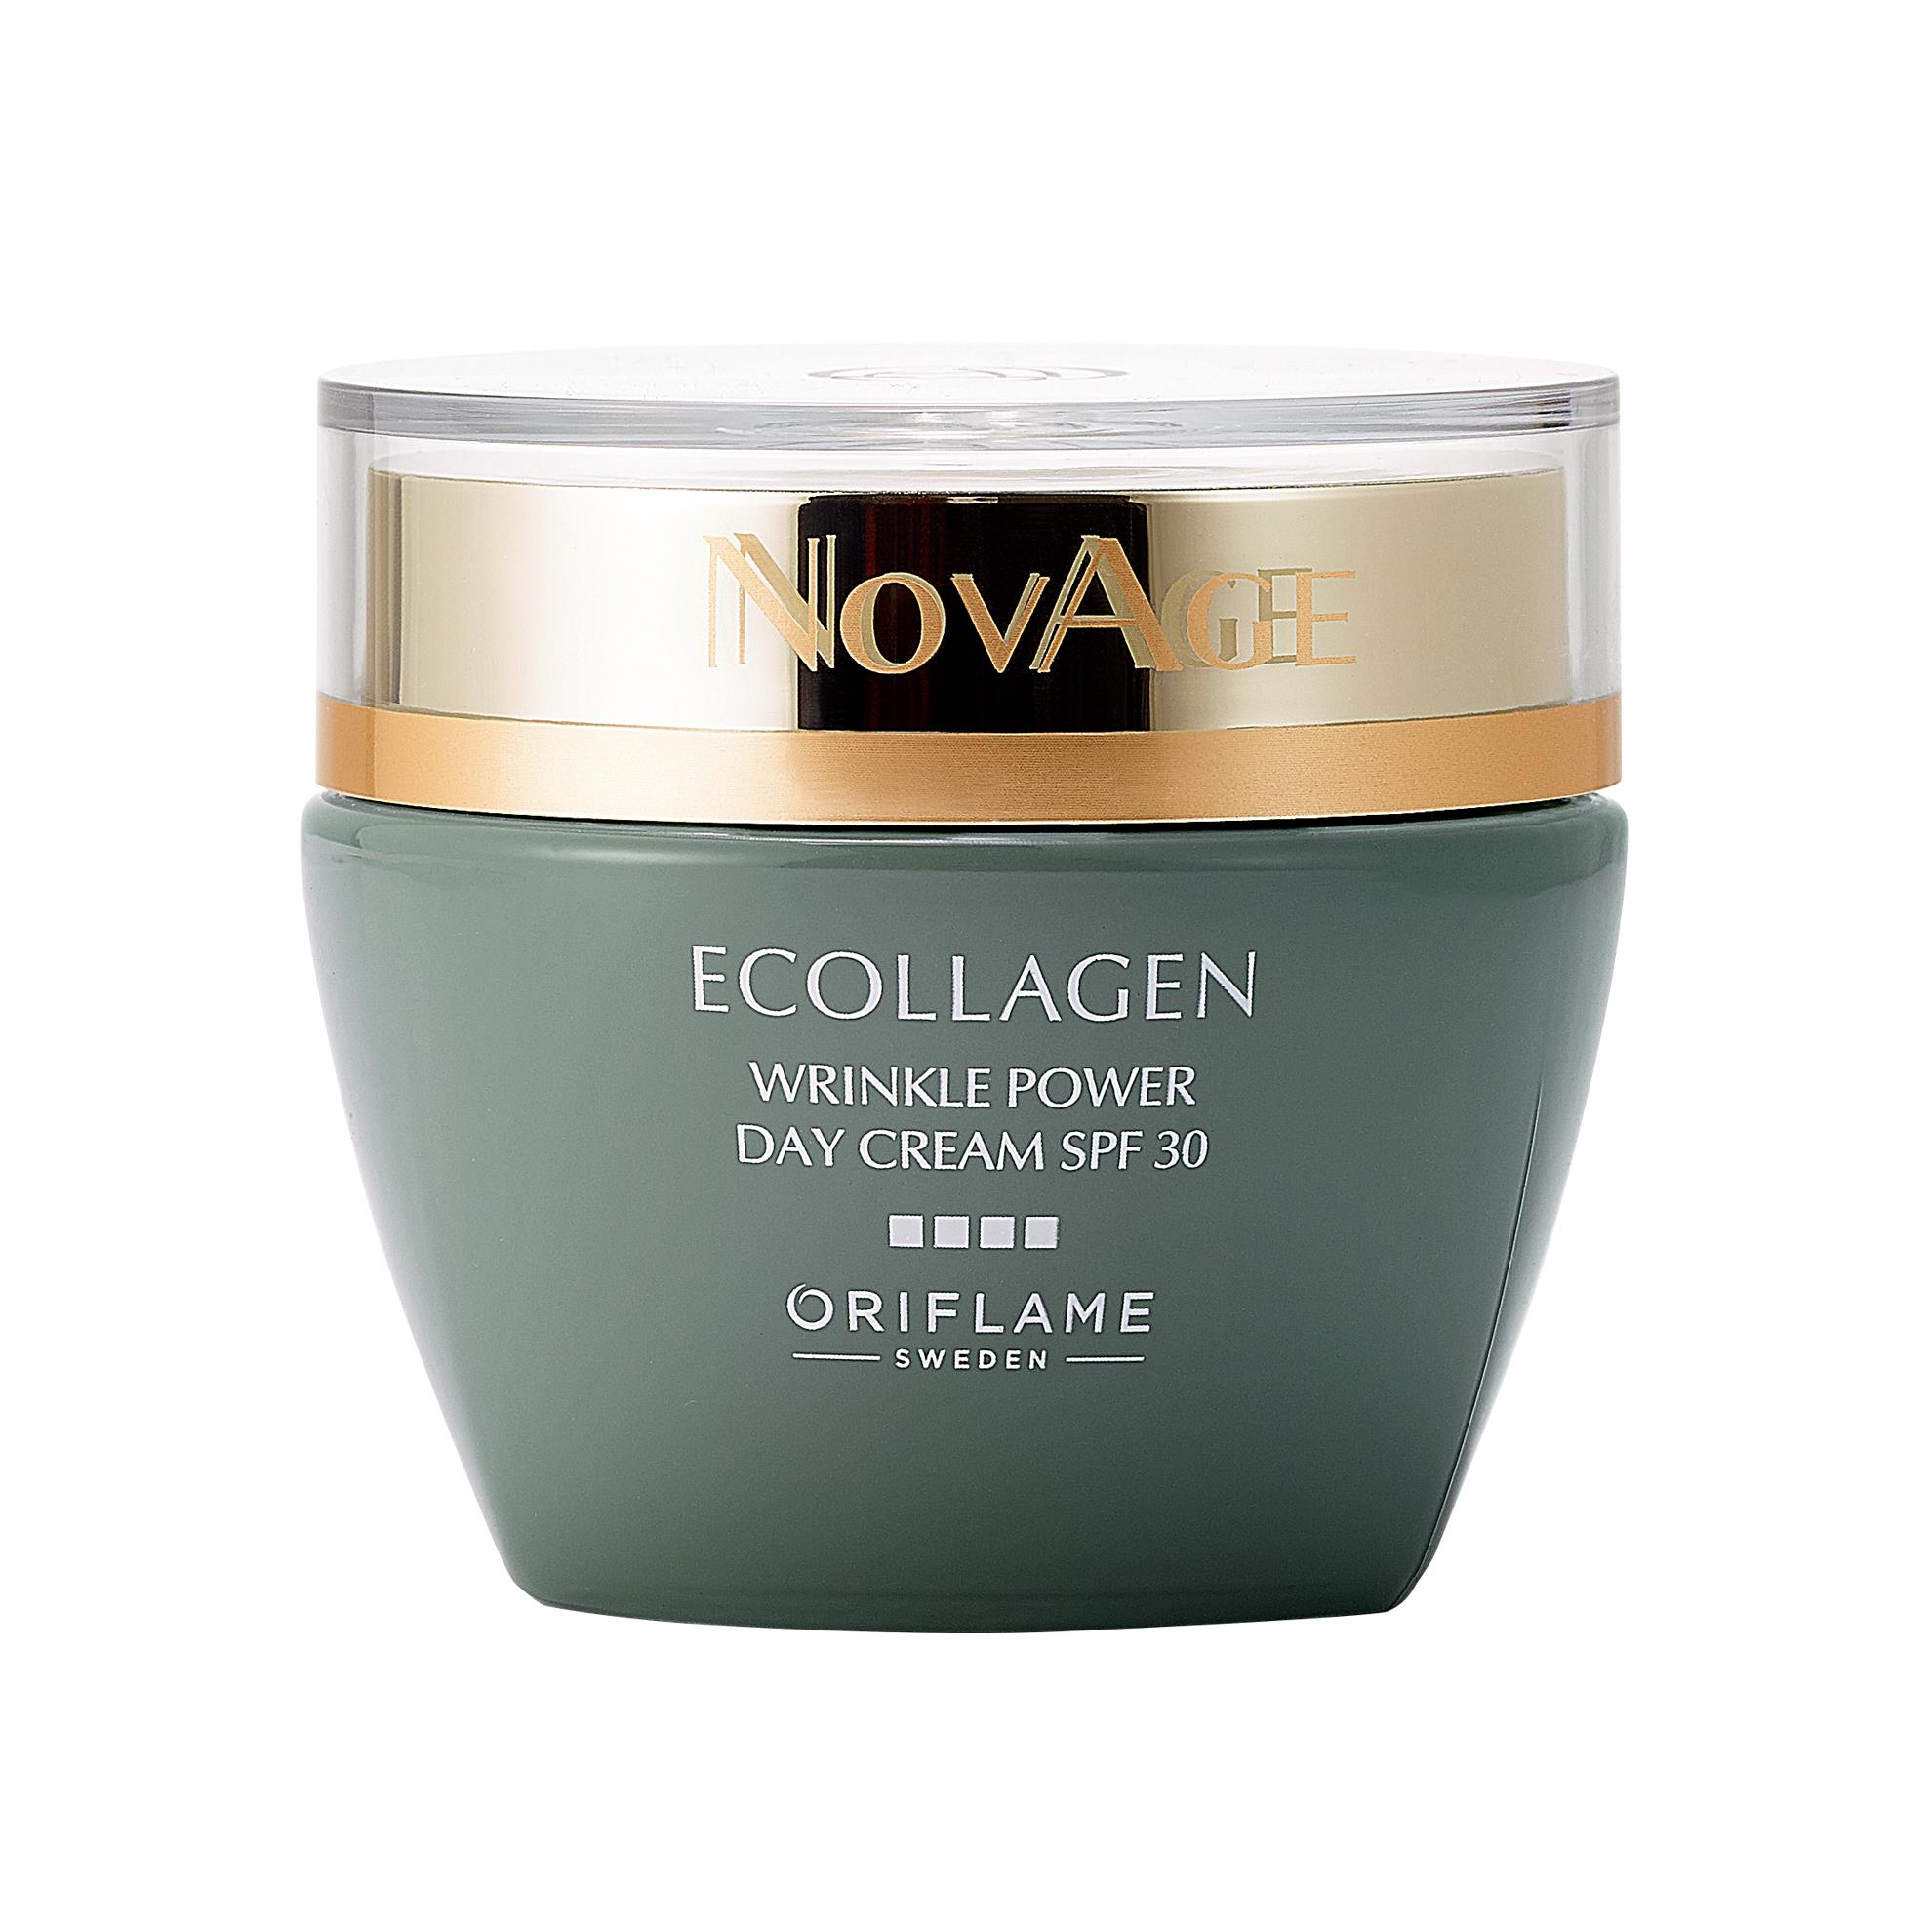 NOVAGE
ECOLLAGEN
WRINKLE POWER
DAY CREAM SPF 30
ORIFLAME
SWEDEN